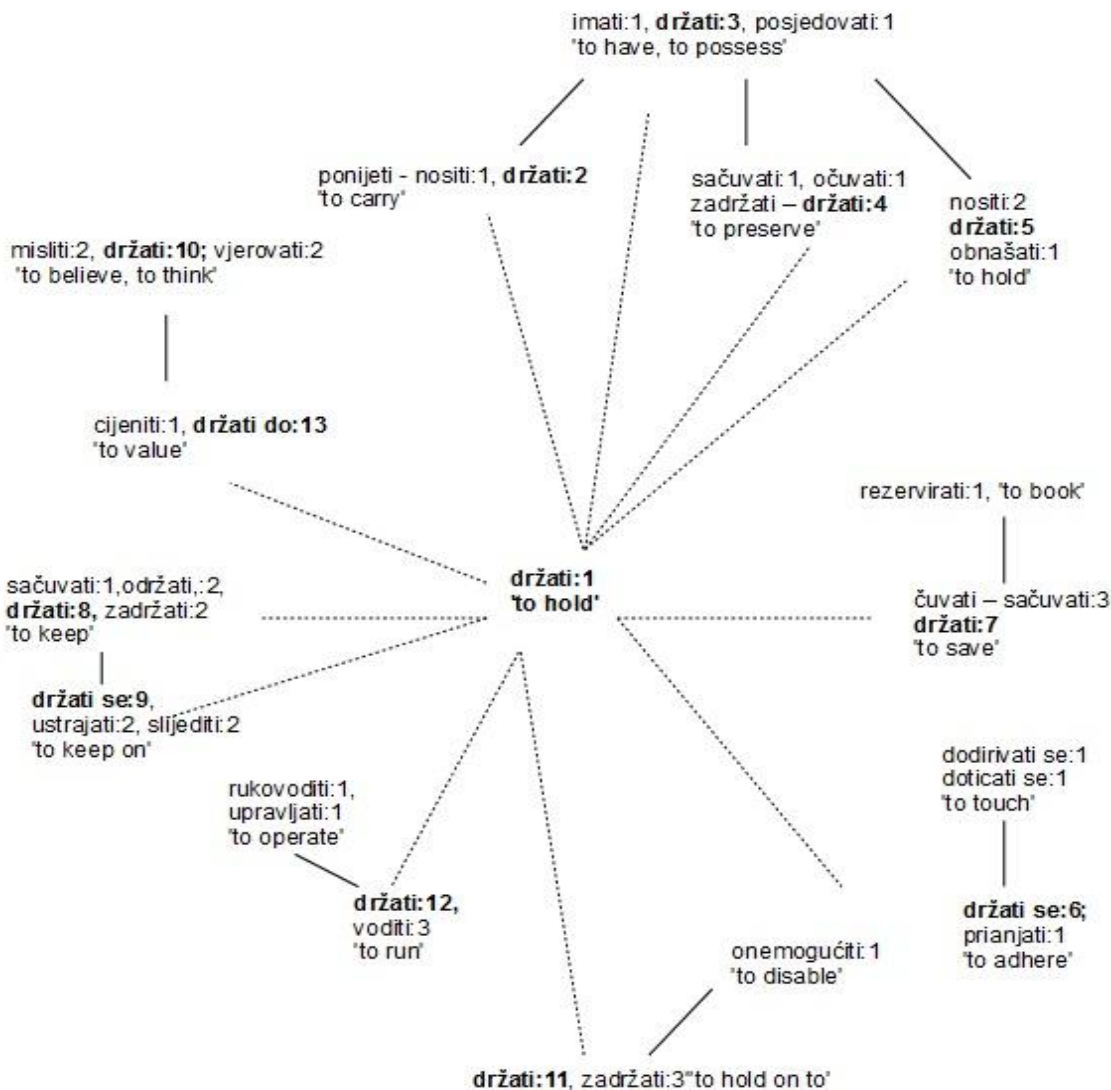 imati:1, držati:3, posjedovati:1
'to have, to possess'
ponijeti - nositi:1, držati:2
'to carry'
sačuvati:1, očuvati:1
zadržati – držati:4
'to preserve'
nositi:2
držati:5
obnašati:1
'to hold'
misliti:2, držati:10; vjerovati:2
'to believe, to think'
cijeniti:1, držati do:13
'to value'
rezervirati:1, 'to book'
držati:1
'to hold'
sačuvati:1,održati,:2,
držati:8, zadržati:2
'to keep'
čuvati – sačuvati:3
držati:7
'to save'
držati se:9,
ustrajati:2, slijediti:2
'to keep on'
dodirivati se:1
doticati se:1
'to touch'
rukovoditi:1,
upravljati:1
'to operate'
držati:12,
voditi:3
'to run'
držati se:6;
prianjati:1
'to adhere'
onemogućiti:1
'to disable'
držati:11, zadržati:3"to hold on to'